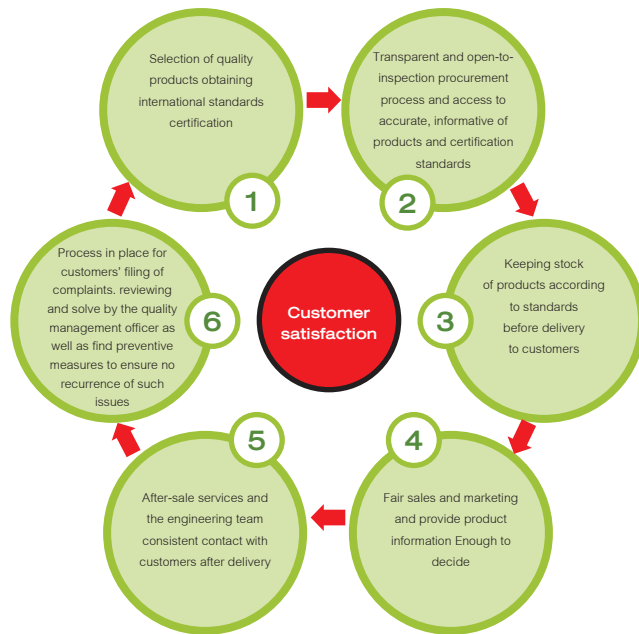 Selection of quality
products obtaining
international standards
certification
1
Transparent and open-to-
inspection procurement
process and access to
accurate, informative of
products and certification
standards
2
Keeping stock
of products according
to standards
before delivery
to customers
3
Fair sales and marketing
and provide product
information Enough to
decide
4
After-sale services and
the engineering team
consistent contact with
customers after delivery
5
Process in place for
customers' filing of
complaints. reviewing
and solve by the quality
management officer as
well as find preventive
measures to ensure no
recurrence of such
issues
6
Customer
satisfaction